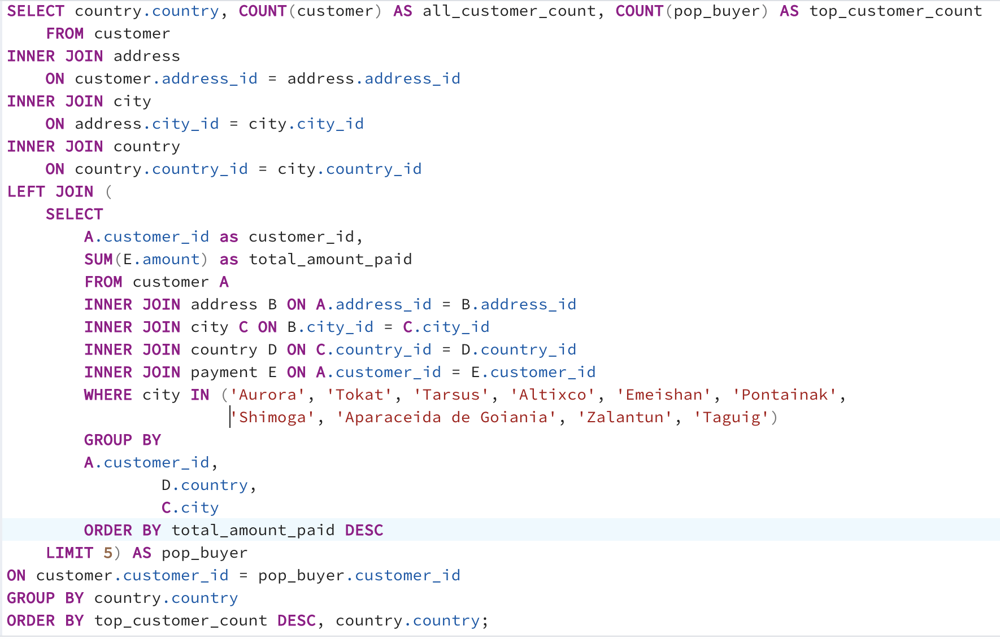 SELECT country.country, COUNT(customer) AS all_customer_count, COUNT(pop_buyer) AS top_customer_count
FROM customer
INNER JOIN address
ON customer.address_id = address.address_id
INNER JOIN city
ON address.city_id = city.city_id
INNER JOIN country
ON country.country_id = city.country_id
LEFT JOIN (
SELECT
A.customer_id as customer_id,
SUM(E.amount) as total_amount_paid
FROM customer A
INNER JOIN address B ON A.address_id = B.address_id
INNER JOIN city C ON B.city_id = C.city_id
INNER JOIN country D ON C.country_id = D.country_id
INNER JOIN payment E ON A.customer_id = E.customer_id
WHERE city IN ('Aurora', 'Tokat', 'Tarsus', 'Altixco', 'Emeishan', 'Pontainak',
'Shimoga', 'Aparaceida de Goiania', 'Zalantun', 'Taguig')
GROUP BY
A.customer_id,
D.country,
C.city
ORDER BY total_amount_paid DESC
LIMIT 5) AS pop_buyer
ON customer.customer_id = pop_buyer.customer_id
GROUP BY country.country
ORDER BY top_customer_count DESC, country.country;